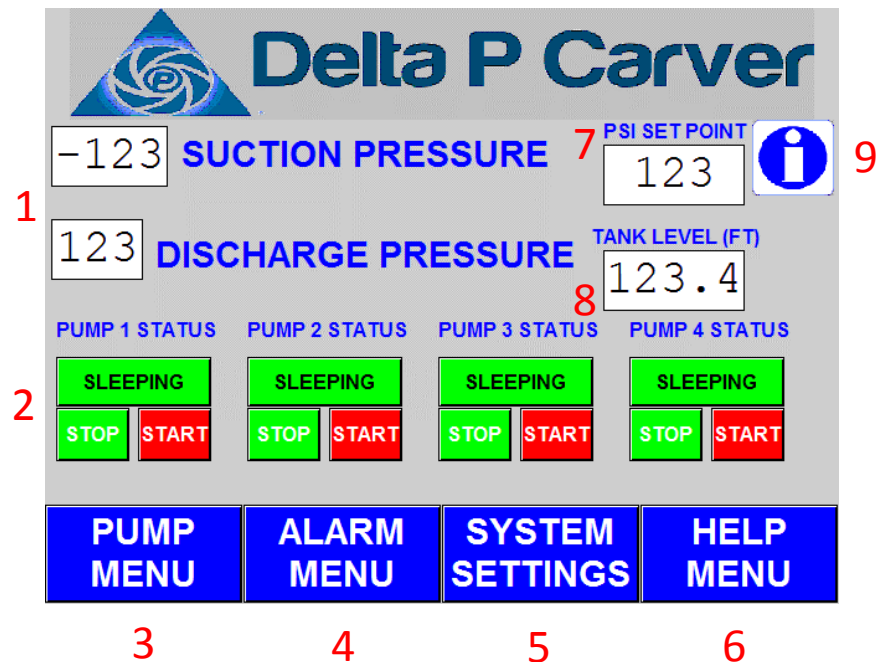 Delta P Carver
-123 SUCTION PRESSURE
7 PSI SET POINT
123
9
1
123 DISCHARGE PRESSURE
TANK LEVEL (FT)
123.4
8
PUMP 1 STATUS PUMP 2 STATUS PUMP 3 STATUS PUMP 4 STATUS
2
SLEEPING SLEEPING SLEEPING SLEEPING
STOP START STOP START STOP START STOP START
PUMP MENU
ALARM MENU
SYSTEM SETTINGS
HELP MENU
3 4 5 6